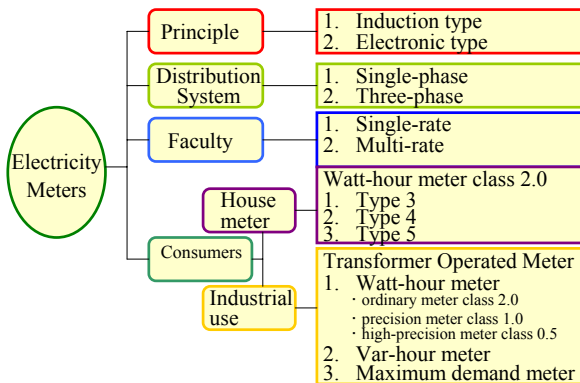 Electricity
Meters
Principle
1. Induction type
2. Electronic type
Distribution
System
1. Single-phase
2. Three-phase
Faculty
1. Single-rate
2. Multi-rate
Consumers
House
meter
Watt-hour meter class 2.0
1. Type 3
2. Type 4
3. Type 5
Industrial
use
Transformer Operated Meter
1. Watt-hour meter
· ordinary meter class 2.0
· precision meter class 1.0
· high-precision meter class 0.5
2. Var-hour meter
3. Maximum demand meter